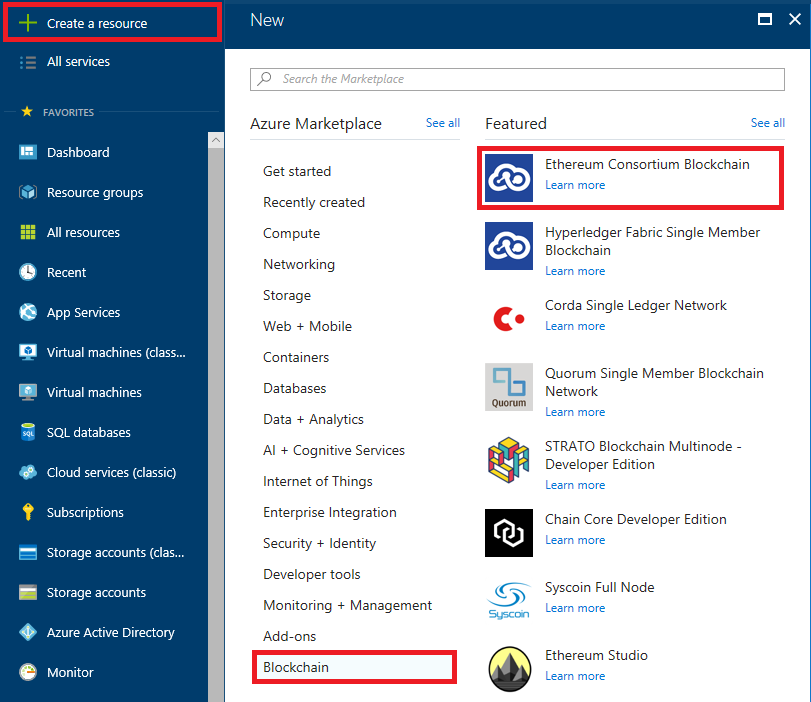 Create a resource
All services
FAVORITES
Dashboard
Resource groups
All resources
Recent
App Services
Virtual machines (class...
Virtual machines
SQL
SQL databases
Cloud services (classic)
Subscriptions
Storage accounts (clas...
Storage accounts
Azure Active Directory
Monitor
New
Search the Marketplace
Azure Marketplace
See all
Get started
Recently created
Compute
Networking
Storage
Web + Mobile
Containers
Databases
Data + Analytics
AI + Cognitive Services
Internet of Things
Enterprise Integration
Security + Identity
Developer tools
Monitoring + Management
Add-ons
Blockchain
Featured
See all
Ethereum Consortium Blockchain
Learn more
Hyperledger Fabric Single Member
Blockchain
Learn more
Corda Single Ledger Network
Learn more
Quorum
Quorum Single Member Blockchain
Network
Learn more
STRATO Blockchain Multinode -
Developer Edition
Learn more
Chain Core Developer Edition
Learn more
Syscoin
Syscoin Full Node
Learn more
Ethereum Studio
Learn more